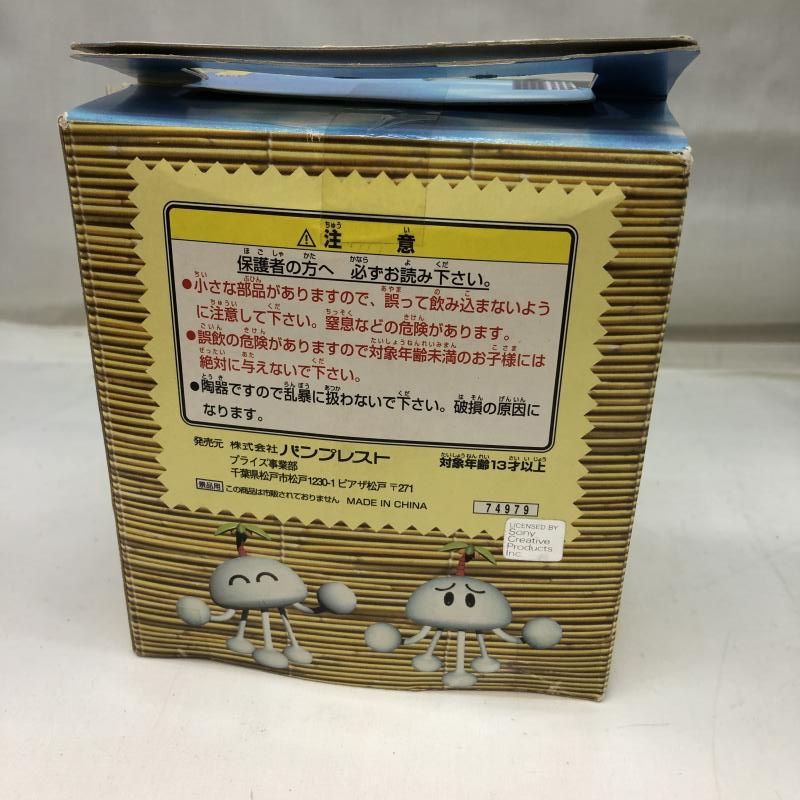 ⚠注意
保護者の方へ 必ずお読み下さい。
●小さな部品がありますので、誤って飲み込まないよう
に注意して下さい。窒息などの危険があります。
●誤飲の危険がありますので対象年齢未満のお子様には
絶対に与えないで下さい。
●陶器ですので乱暴に扱わないで下さい。破損の原因に
なります。
発売元 株式会社 バンプレスト
プライズ事業部
千葉県松戸市松戸1230-1 ピアザ松戸 〒271
対象年齢13才以上
景品用 この商品は市販されておりません MADE IN CHINA
74979
LICENSED BY
Sony
Creative
Products
Inc.